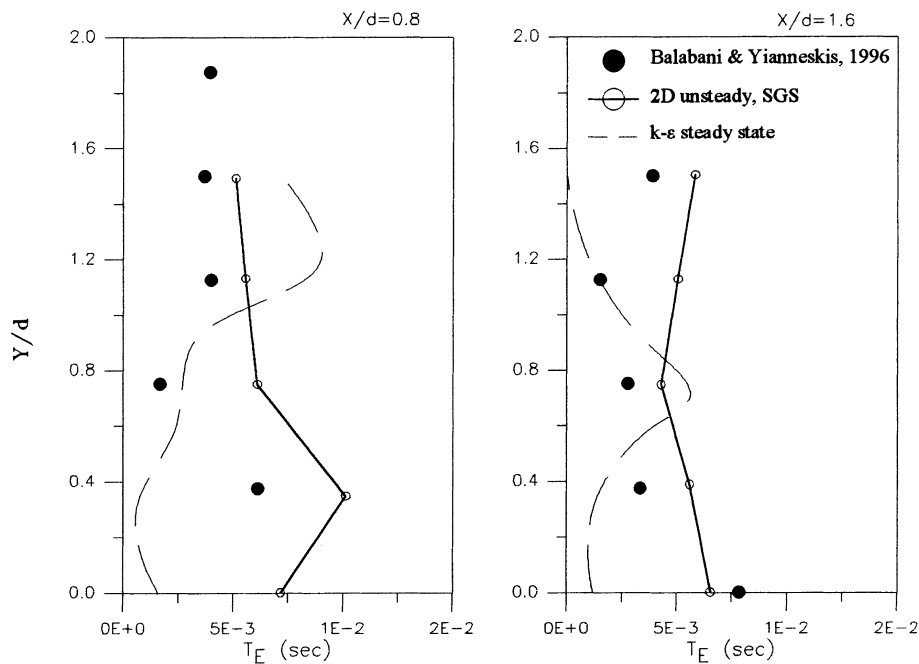 X/d=0.8
Y/d
2.0
1.6
1.2
0.8
0.4
0.0
0E+0
5E-3
1E-2
2E-2
T_E (sec)
X/d=1.6
2.0
1.6
1.2
0.8
0.4
0.0
Balabani & Yianneskis, 1996
2D unsteady, SGS
k-ε steady state
0E+0
5E-3
1E-2
2E-2
T_E (sec)